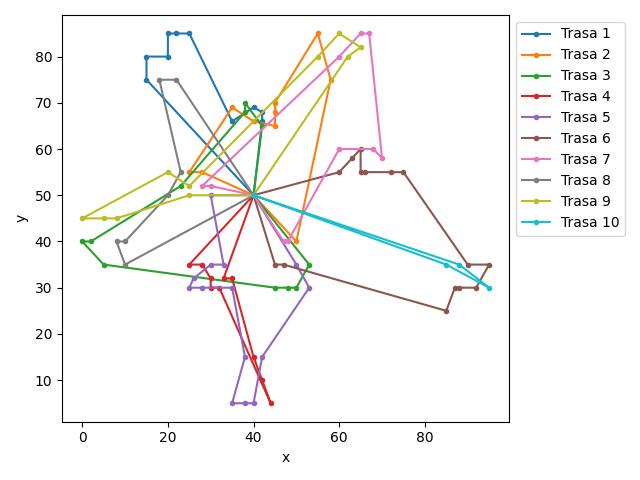 80
70
60
50
40
30
20
10
y
0
20
40
60
80
x
Trasa 1
Trasa 2
Trasa 3
Trasa 4
Trasa 5
Trasa 6
Trasa 7
Trasa 8
Trasa 9
Trasa 10